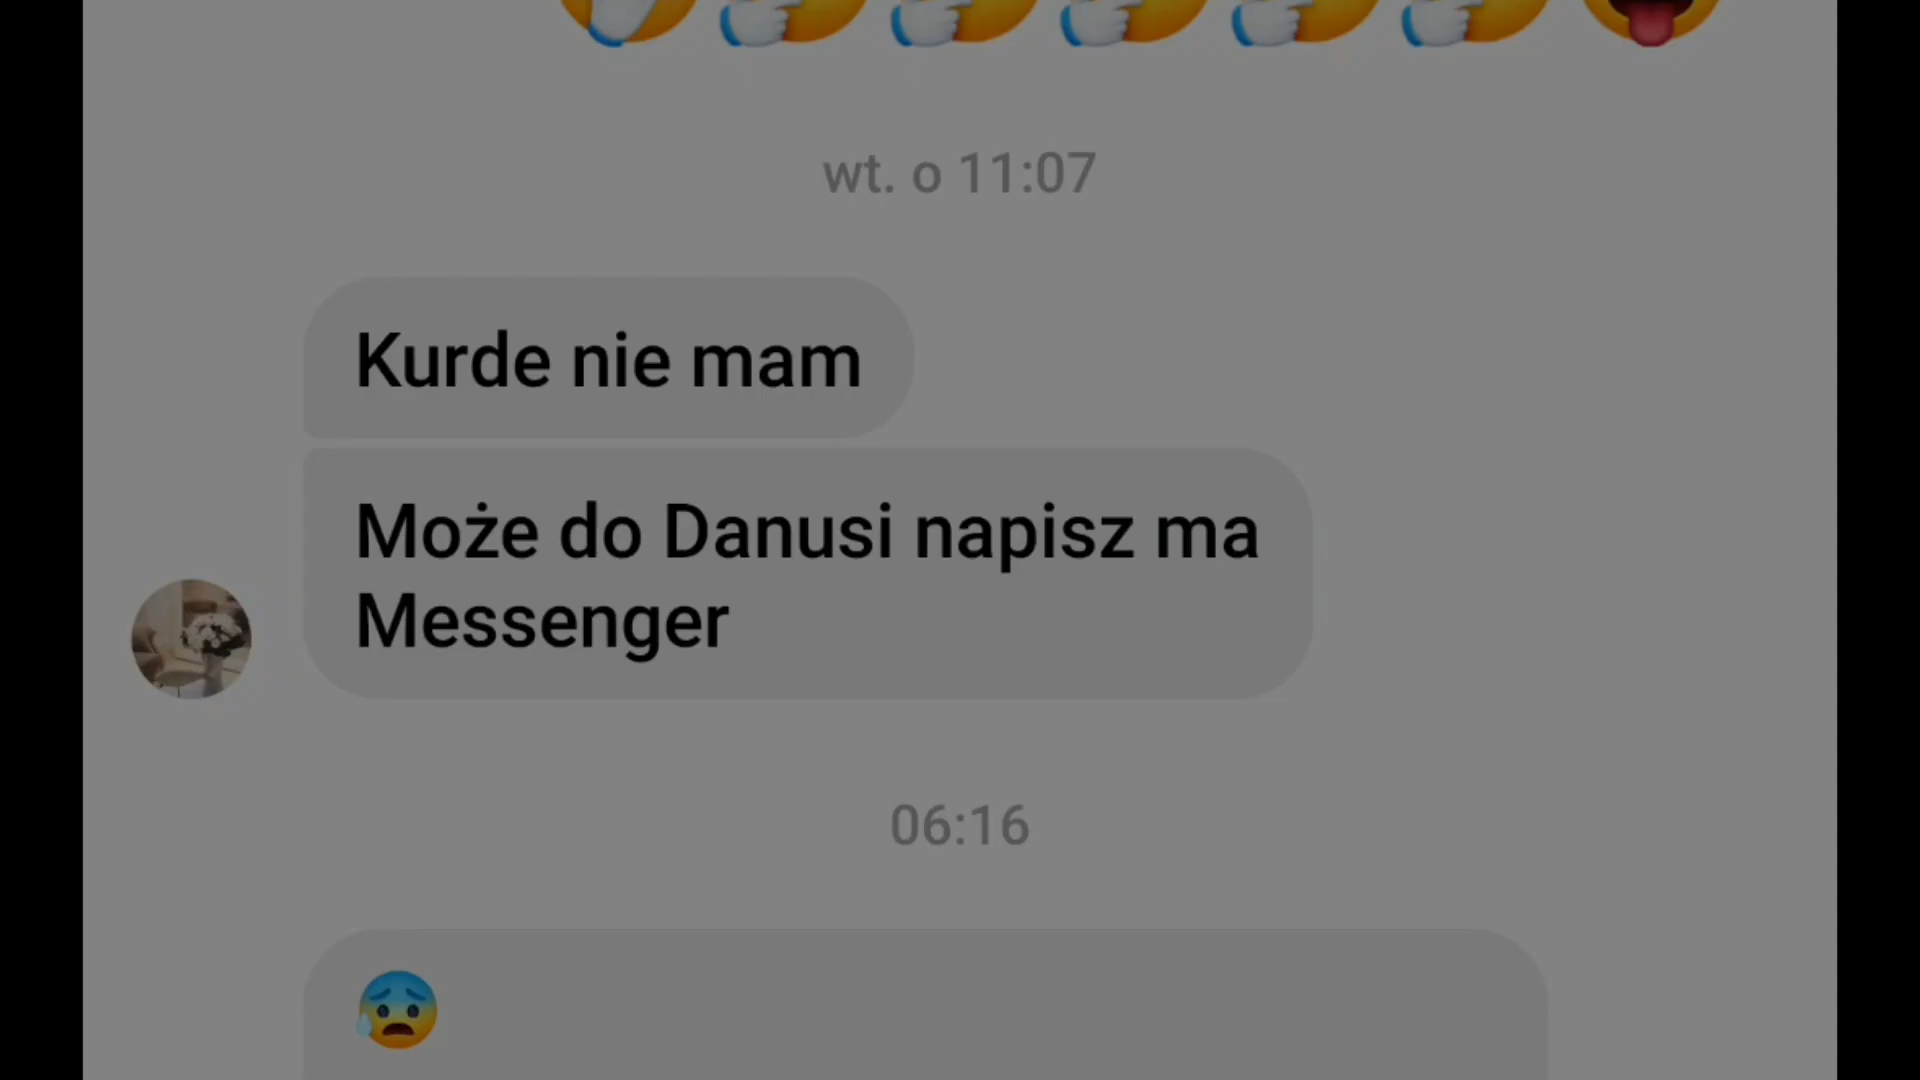 wt. o 11:07
Kurde nie mam
Może do Danusi napisz ma
Messenger
06:16